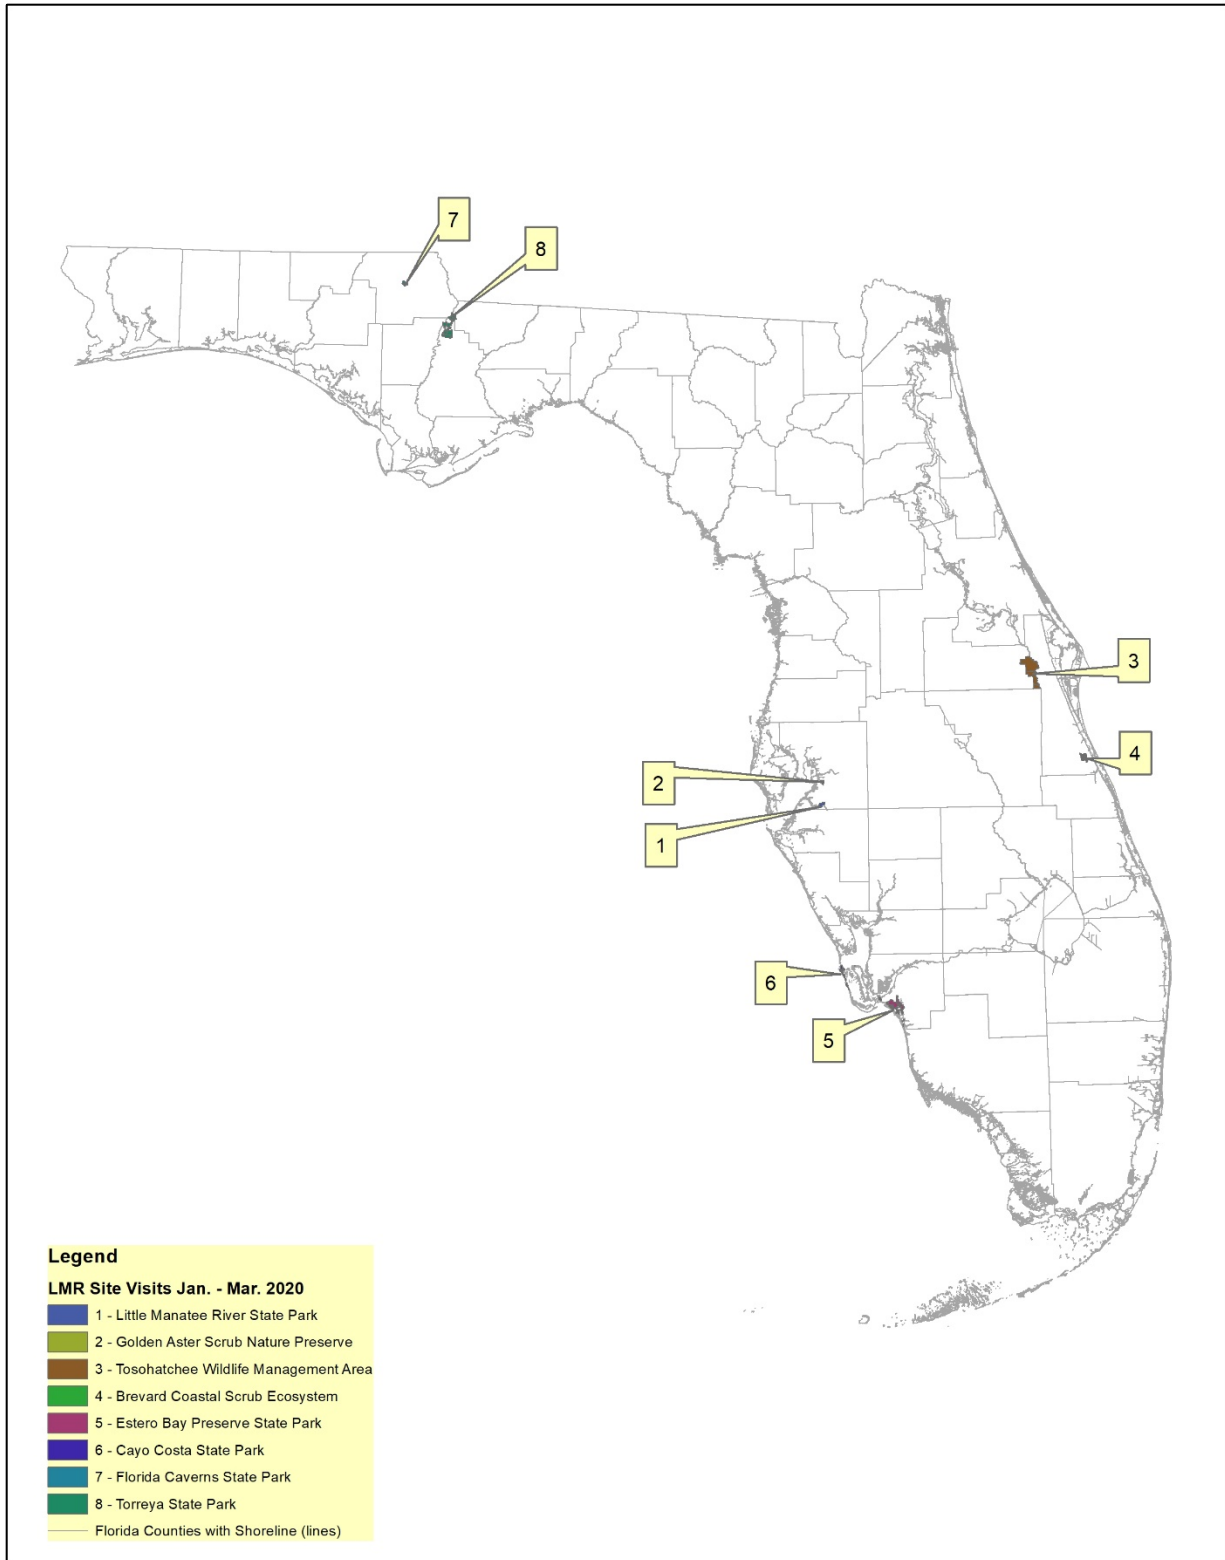 7
8
3
4
2
1
6
5
Legend
LMR Site Visits Jan. - Mar. 2020
1 - Little Manatee River State Park
2 - Golden Aster Scrub Nature Preserve
3 - Tosohatchee Wildlife Management Area
4 - Brevard Coastal Scrub Ecosystem
5 - Estero Bay Preserve State Park
6 - Cayo Costa State Park
7 - Florida Caverns State Park
8 - Torreya State Park
Florida Counties with Shoreline (lines)